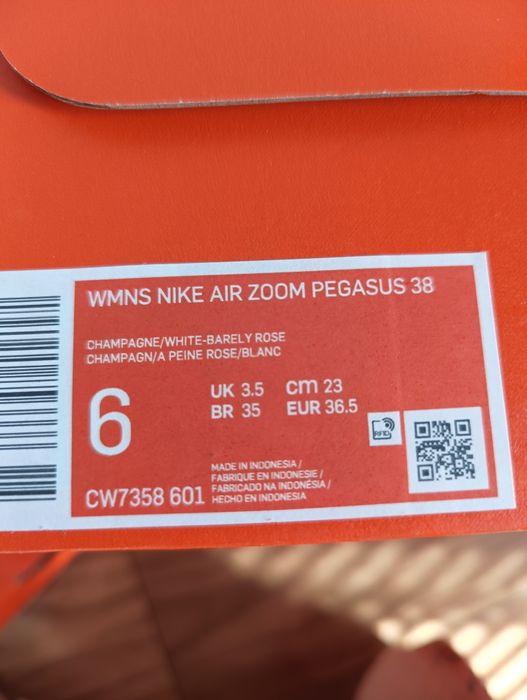 WMNS NIKE AIR ZOOM PEGASUS 38
CHAMPAGNE/WHITE-BARELY ROSE
CHAMPAGN/A PEINE ROSE/BLANC
6
UK 3.5 cm 23
BR 35 EUR 36.5
RFID
MADE IN INDONESIA/
FABRIQUE EN INDONESIE/
FABRICADO NA INDONÉSIA/
HECHO EN INDONESIA
CW7358 601